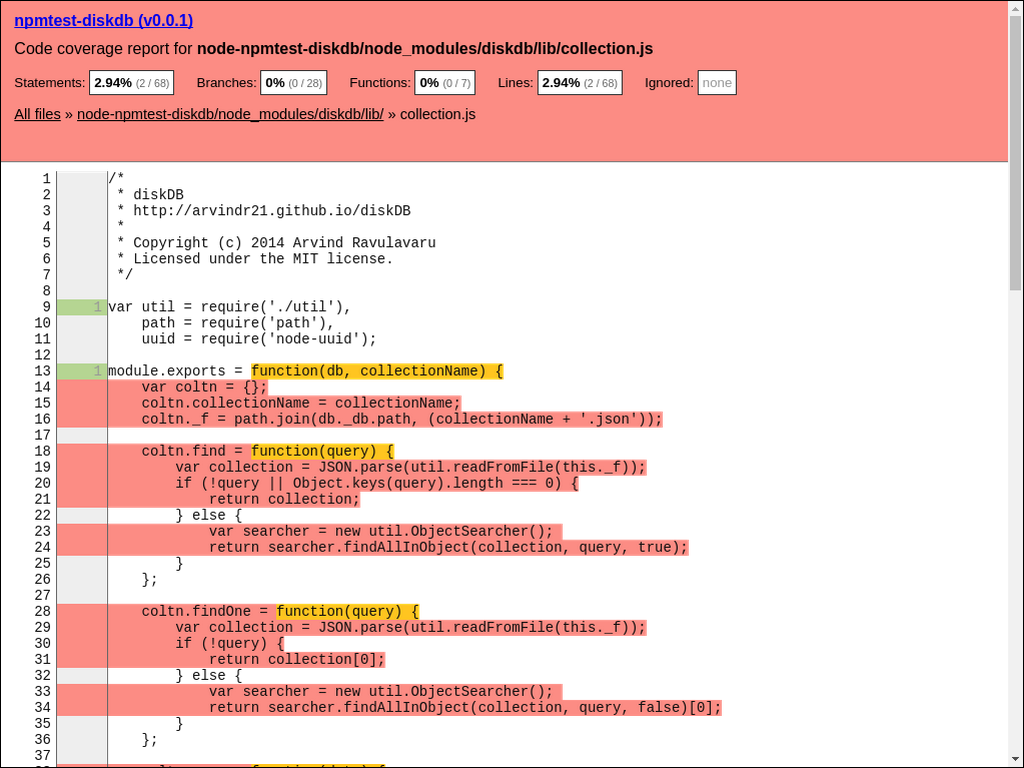 npmtest-diskdb (v0.0.1)
Code coverage report for node-npmtest-diskdb/node_modules/diskdb/lib/collection.js
Statements: 2.94% (2 / 68) Branches: 0% (0 / 28) Functions: 0% (0 / 7) Lines: 2.94% (2 / 68) Ignored: none
All files » node-npmtest-diskdb/node_modules/diskdb/lib/ » collection.js
1 /*
2  * diskDB
3  * http://arvindr21.github.io/diskDB
4  *
5  * Copyright (c) 2014 Arvind Ravulavaru
6  * Licensed under the MIT license.
7  */
8
9 1 var util = require('./util'),
10     path = require('path'),
11     uuid = require('node-uuid');
12
13 1 module.exports = function(db, collectionName) {
14     var coltn = {};
15     coltn.collectionName = collectionName;
16     coltn._f = path.join(db._db.path, (collectionName + '.json'));
17
18     coltn.find = function(query) {
19         var collection = JSON.parse(util.readFromFile(this._f));
20         if (!query || Object.keys(query).length === 0) {
21             return collection;
22         } else {
23             var searcher = new util.ObjectSearcher();
24             return searcher.findAllInObject(collection, query, true);
25         }
26     };
27
28     coltn.findOne = function(query) {
29         var collection = JSON.parse(util.readFromFile(this._f));
30         if (!query) {
31             return collection[0];
32         } else {
33             var searcher = new util.ObjectSearcher();
34             return searcher.findAllInObject(collection, query, false)[0];
35         }
36     };
37